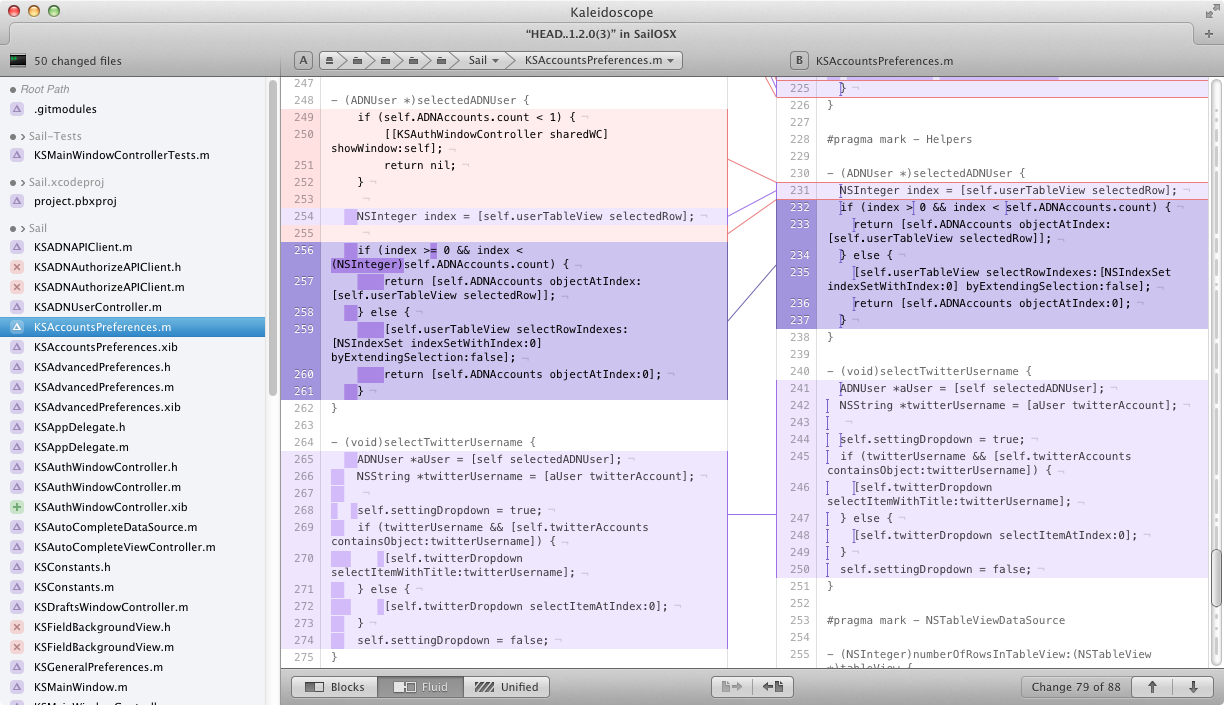 Kaleidoscope
“HEAD..1.2.0(3)” in SailOSX
50 changed files
A
Sail
KSAccountsPreferences.m
B KSAccountsPreferences.m
Root Path
.gitmodules
Sail-Tests
KSMainWindowControllerTests.m
Sail.xcodeproj
project.pbxproj
Sail
KSADNAPIClient.m
KSADNAuthorizeAPIClient.h
KSADNAuthorizeAPIClient.m
KSADNUserController.m
KSAccountsPreferences.m
KSAccountsPreferences.xib
KSAdvancedPreferences.h
KSAdvancedPreferences.m
KSAdvancedPreferences.xib
KSAppDelegate.h
KSAppDelegate.m
KSAuthWindowController.h
KSAuthWindowController.m
KSAuthWindowController.xib
KSAutoCompleteDataSource.m
KSAutoCompleteViewController.m
KSConstants.h
KSConstants.m
KSDraftsWindowController.m
KSFieldBackgroundView.h
KSFieldBackgroundView.m
KSGeneralPreferences.m
KSMainWindow.m
247
248 - (ADNUser *)selectedADNUser {
249 if (self.ADNAccounts.count < 1) { ¬
250 [[KSAuthWindowController sharedWC]
showWindow:self]; ¬
251 return nil; ¬
252 } ¬
253 ¬
254 NSInteger index = [self.userTableView selectedRow]; ¬
255 ¬
256 if (index >= 0 && index <
(NSInteger)self.ADNAccounts.count) { ¬
257 return [self.ADNAccounts objectAtIndex:
[self.userTableView selectedRow]]; ¬
258 } else { ¬
259 [self.userTableView selectRowIndexes:
[NSIndexSet indexSetWithIndex:0]
byExtendingSelection:false]; ¬
260 return [self.ADNAccounts objectAtIndex:0]; ¬
261 } ¬
262 }
263
264 - (void)selectTwitterUsername {
265 ADNUser *aUser = [self selectedADNUser]; ¬
266 NSString *twitterUsername = [aUser twitterAccount]; ¬
267 ¬
268 self.settingDropdown = true; ¬
269 if (twitterUsername && [self.twitterAccounts
containsObject:twitterUsername]) { ¬
270 [self.twitterDropdown
selectItemWithTitle:twitterUsername]; ¬
271 } else { ¬
272 [self.twitterDropdown selectItemAtIndex:0]; ¬
273 } ¬
274 self.settingDropdown = false; ¬
275 }
225 } ¬
226 }
227
228 #pragma mark - Helpers
229
230 - (ADNUser *)selectedADNUser {
231 NSInteger index = [self.userTableView selectedRow]; ¬
232 if (index > 0 && index < self.ADNAccounts.count) { ¬
233 return [self.ADNAccounts objectAtIndex:
[self.userTableView selectedRow]]; ¬
234 } else { ¬
235 [self.userTableView selectRowIndexes:[NSIndexSet
indexSetWithIndex:0] byExtendingSelection:false]; ¬
236 return [self.ADNAccounts objectAtIndex:0]; ¬
237 } ¬
238 }
239
240 - (void)selectTwitterUsername {
241 ADNUser *aUser = [self selectedADNUser]; ¬
242 NSString *twitterUsername = [aUser twitterAccount]; ¬
243 ¬
244 self.settingDropdown = true; ¬
245 if (twitterUsername && [self.twitterAccounts
containsObject:twitterUsername]) { ¬
246 [self.twitterDropdown
selectItemWithTitle:twitterUsername]; ¬
247 } else { ¬
248 [self.twitterDropdown selectItemAtIndex:0]; ¬
249 } ¬
250 self.settingDropdown = false; ¬
251 }
252
253 #pragma mark - NSTableViewDataSource
254
255 - (NSInteger)numberOfRowsInTableView:(NSTableView
*)tableView {
Blocks
Fluid
Unified
Change 79 of 88